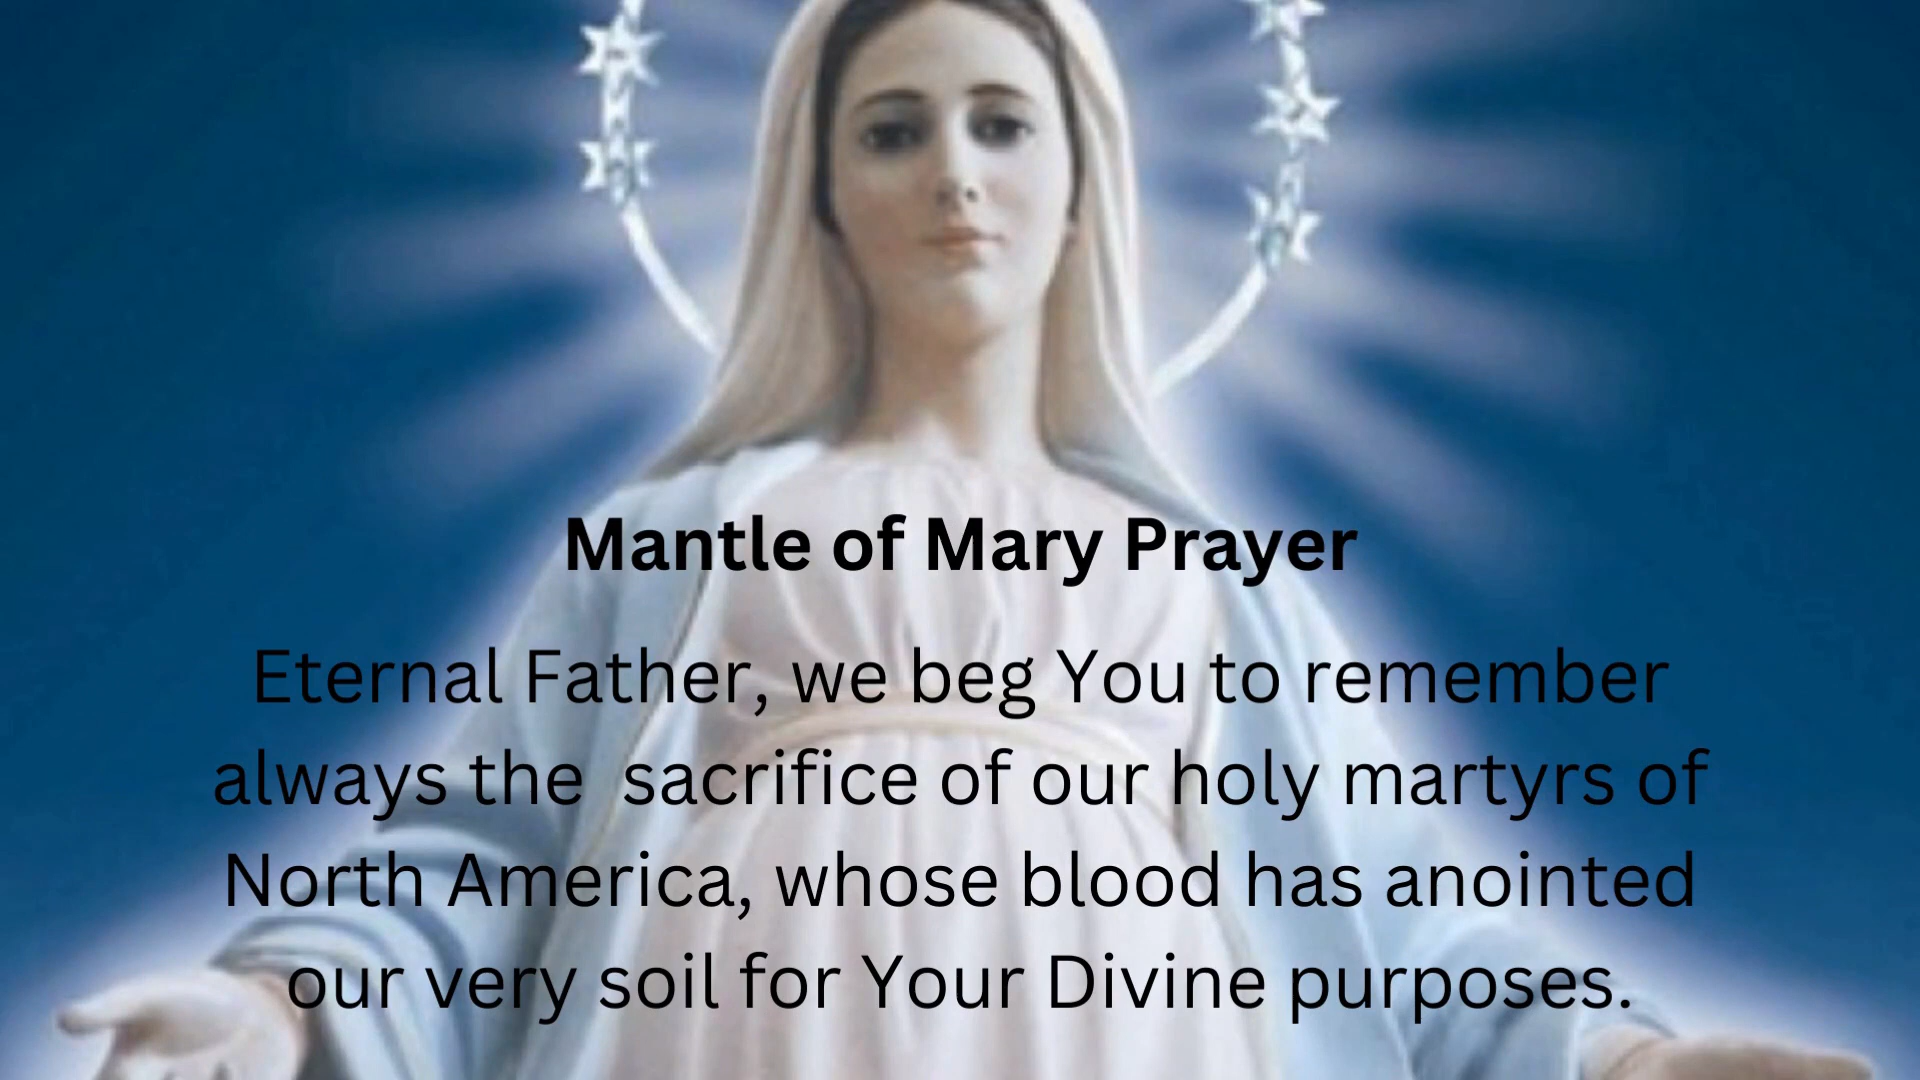 Mantle of Mary Prayer
Eternal Father, we beg You to remember
always the  sacrifice of our holy martyrs of
North America, whose blood has anointed
our very soil for Your Divine purposes.